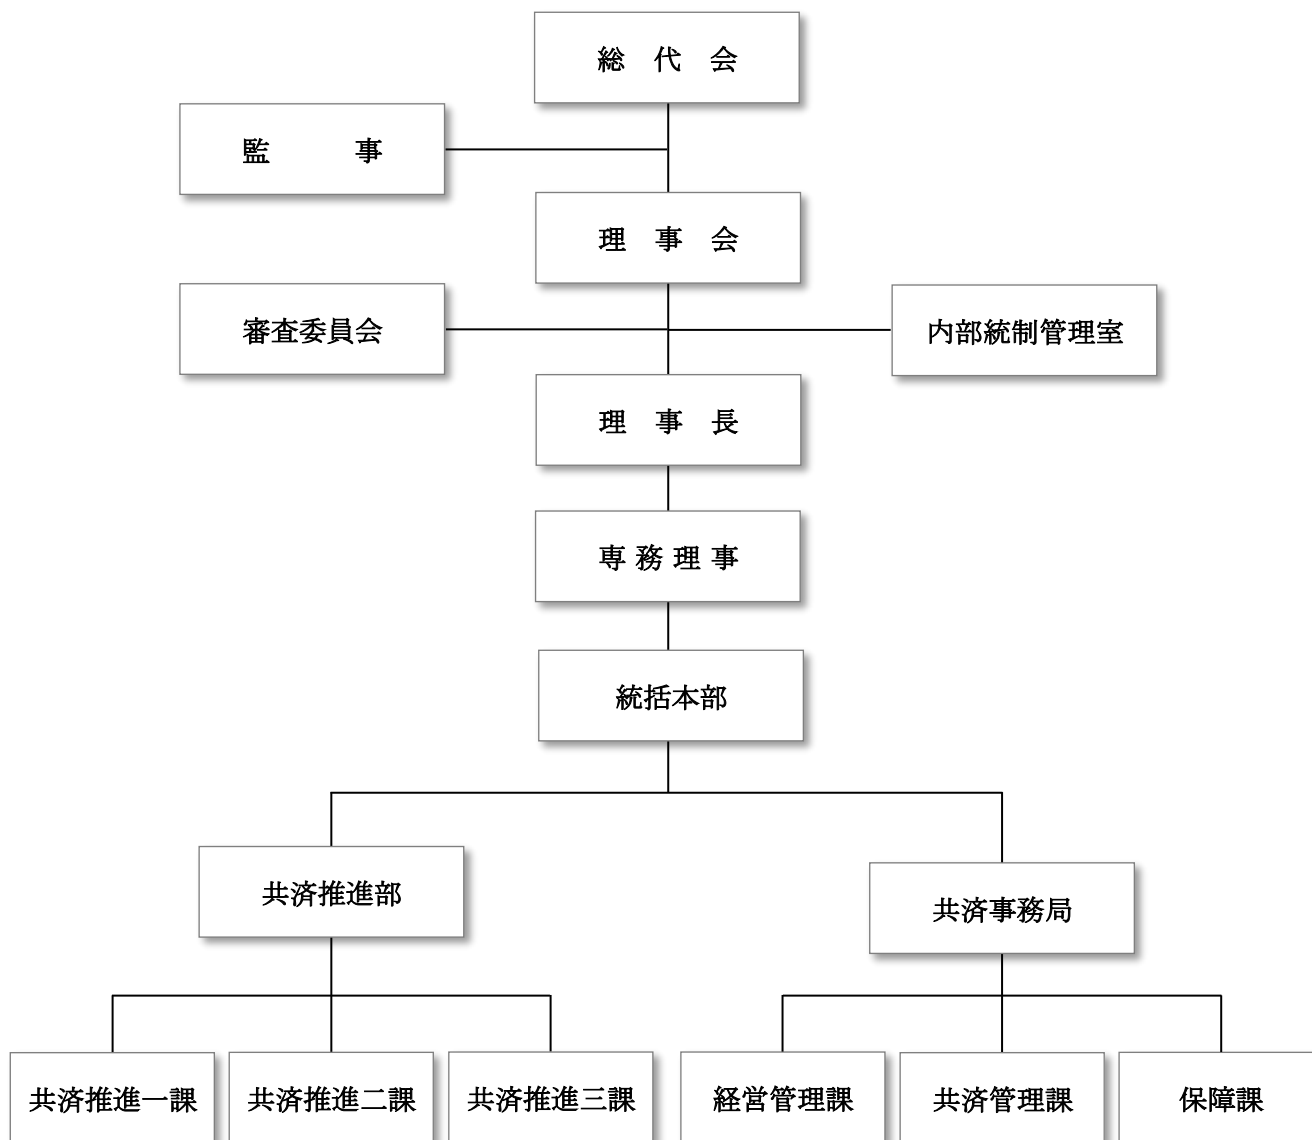 総　代　会
監　　　事
理　事　会
審査委員会
内部統制管理室
理　事　長
専 務 理 事
統括本部
共済推進部
共済事務局
共済推進一課
共済推進二課
共済推進三課
経営管理課
共済管理課
保障課